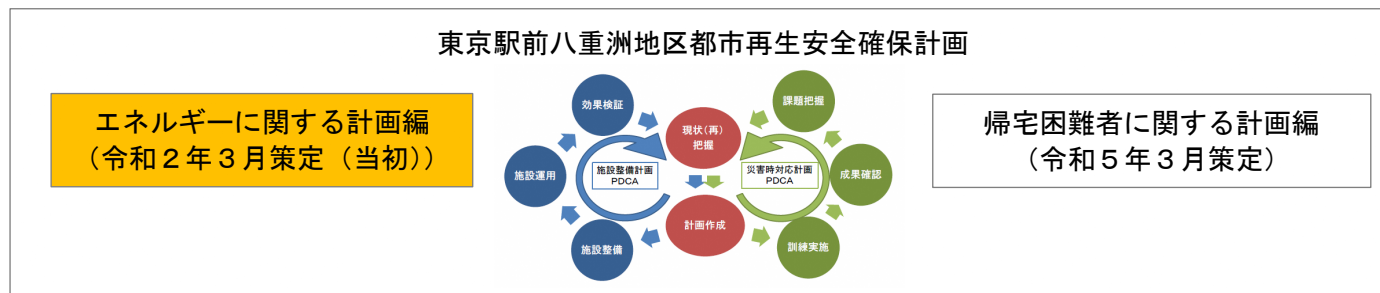 東京駅前八重洲地区都市再生安全確保計画
エネルギーに関する計画編
（令和２年３月策定（当初））
効果検証
施設運用
施設整備
施設整備計画
PDCA
現状（再）
把握
計画作成
災害時対応計画
PDCA
課題把握
成果確認
訓練実施
帰宅困難者に関する計画編
（令和５年３月策定）